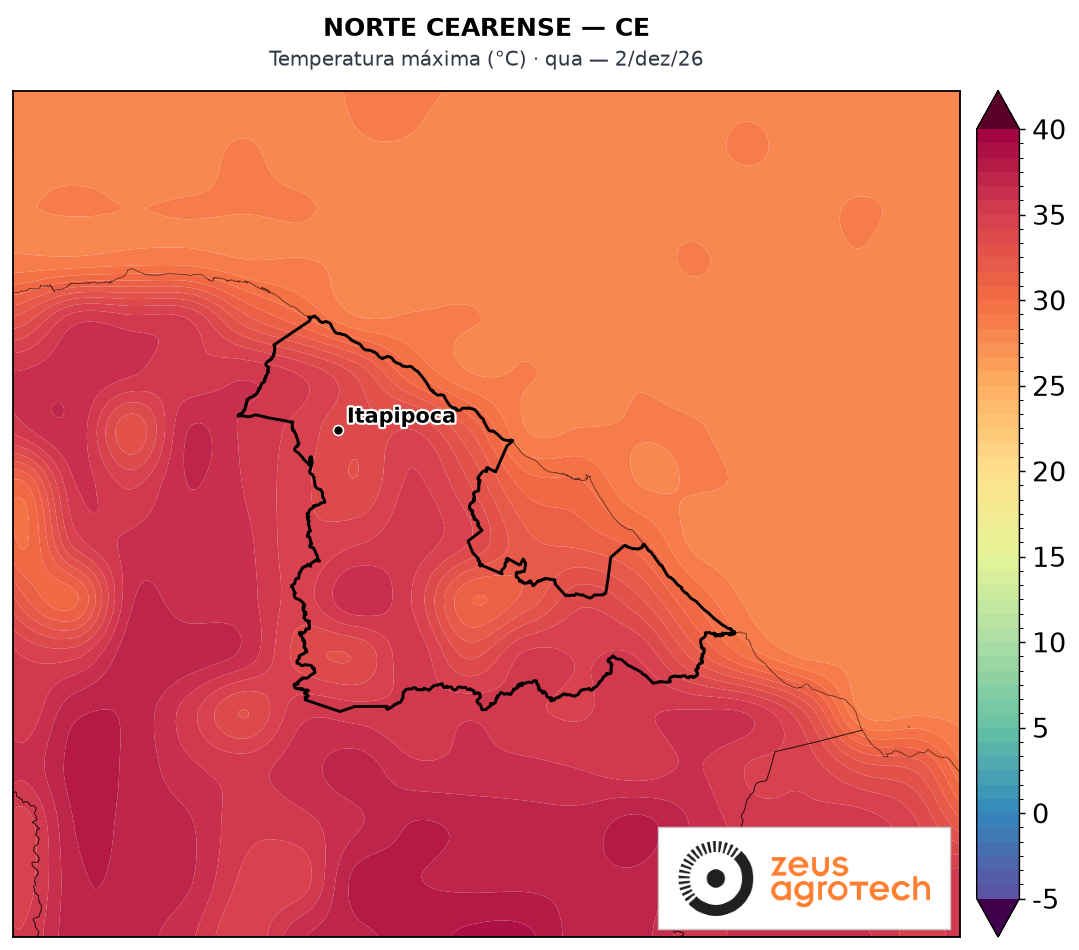 NORTE CEARENSE — CE
Temperatura máxima (°C) · qua — 2/dez/26
Itapipoca
40
35
30
25
20
15
10
5
0
-5
zeus
agrotech